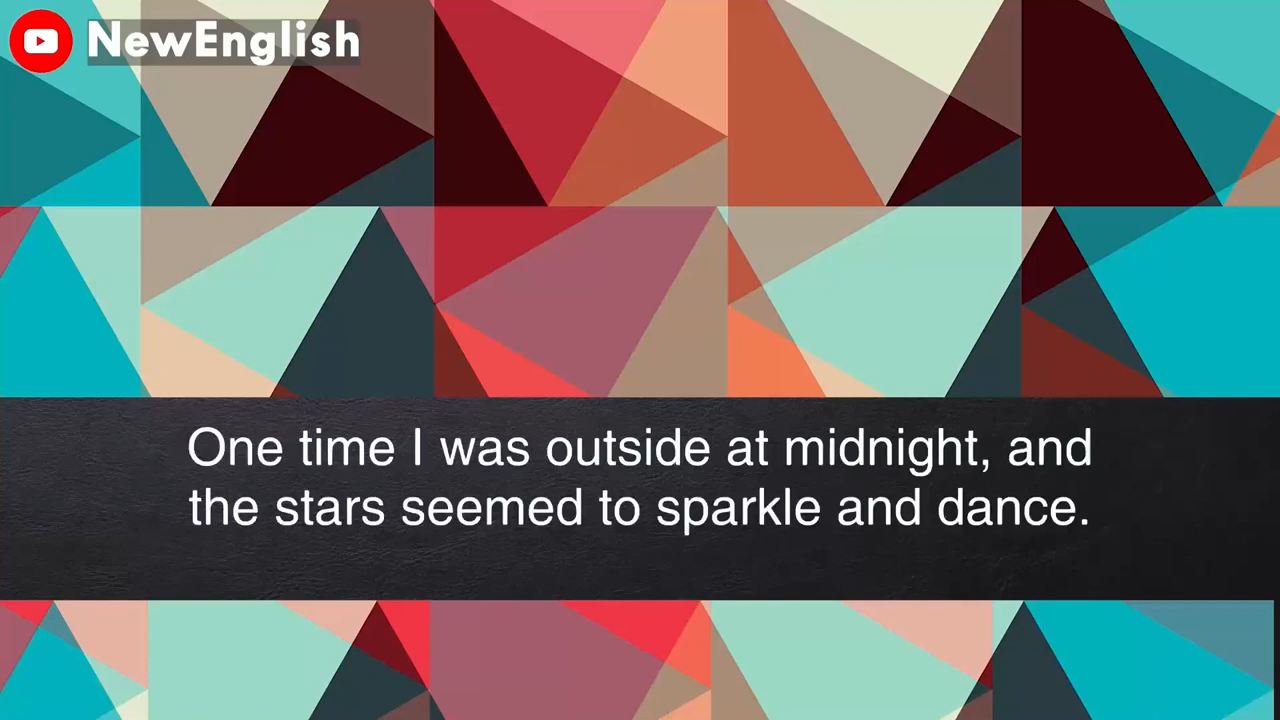 NewEnglish
One time I was outside at midnight, and
the stars seemed to sparkle and dance.